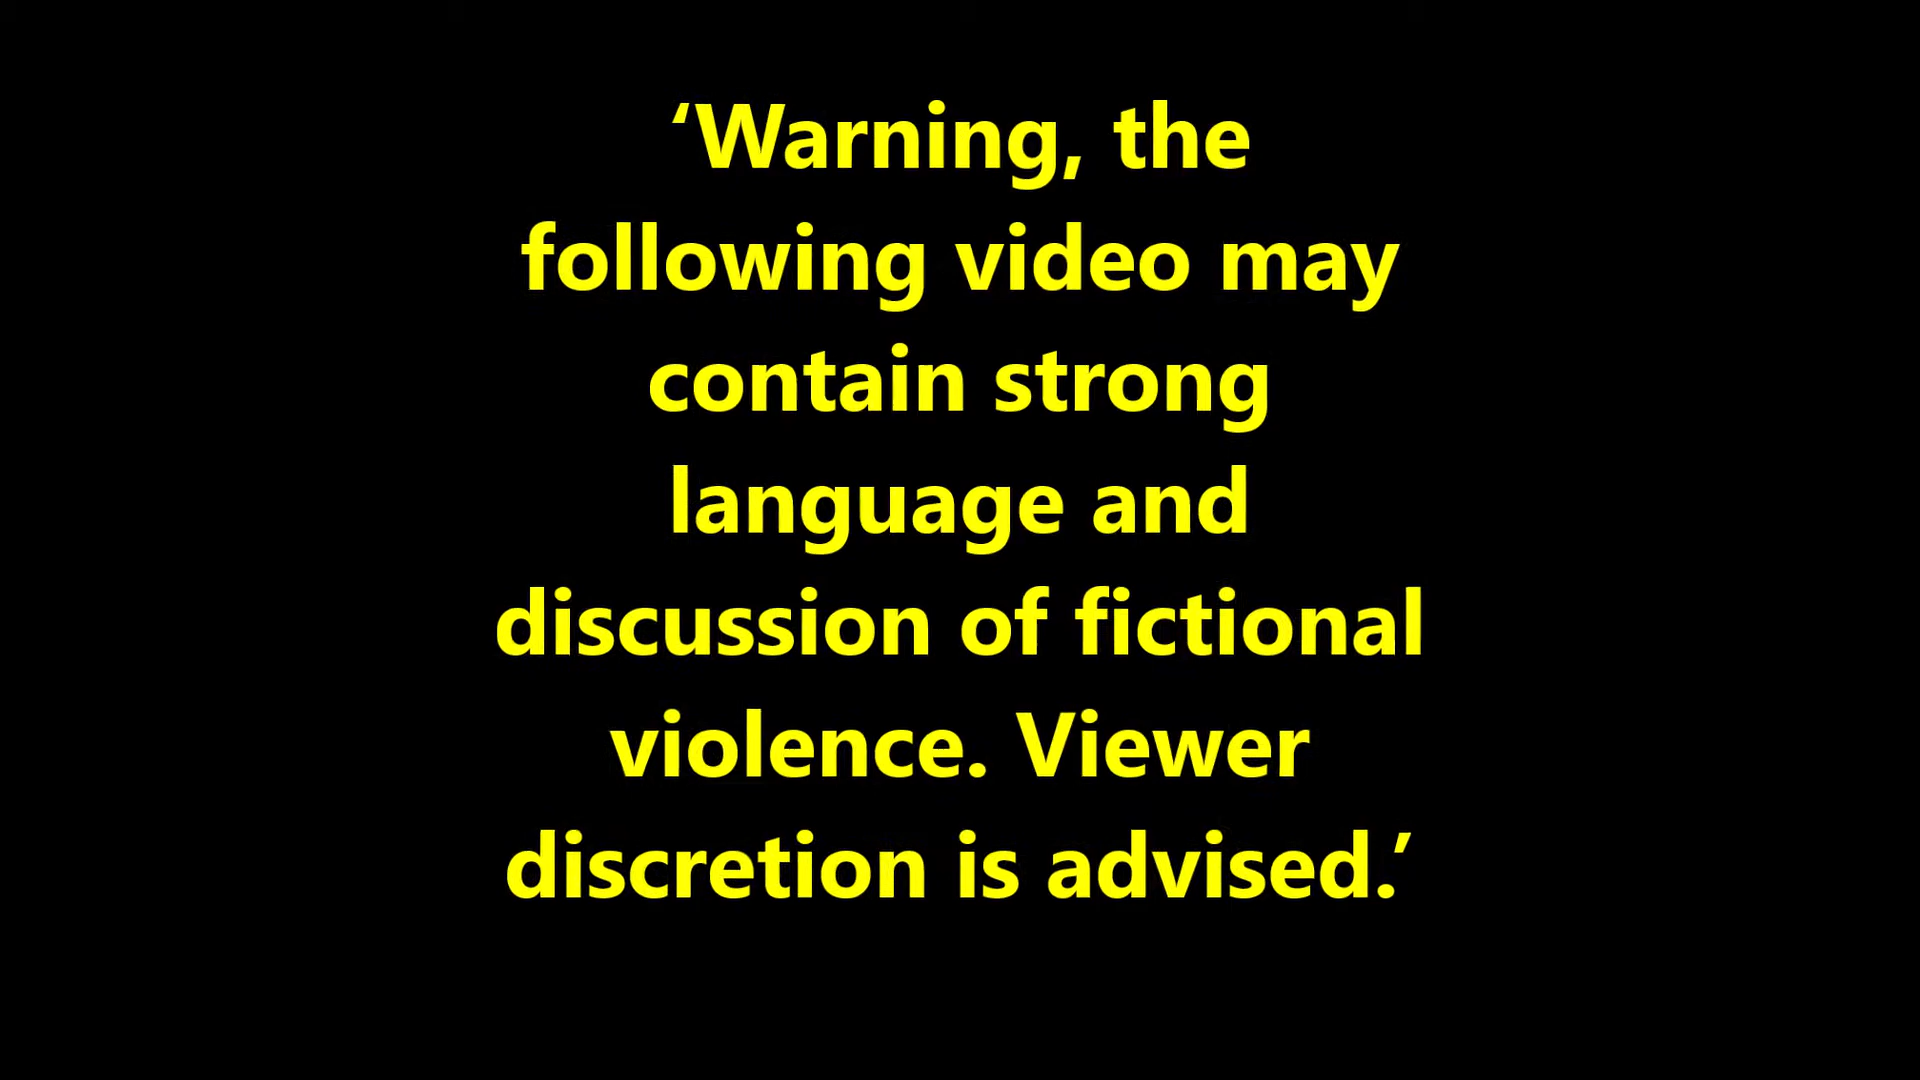 ‘Warning, the
following video may
contain strong
language and
discussion of fictional
violence. Viewer
discretion is advised.’